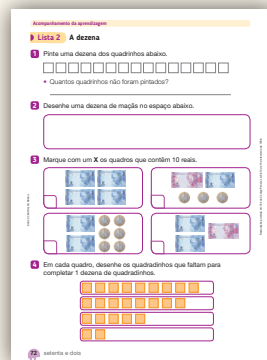 Acompanhamento da aprendizagem
Lista 2 A dezena
1 Pinte uma dezena dos quadrinhos abaixo.
• Quantos quadrinhos não foram pintados?
2 Desenhe uma dezena de maçãs no espaço abaixo.
3 Marque com um X os quadros que contêm 10 reais.
4 Em cada quadro, desenhe os quadradinhos que faltam para
completar 1 dezena de quadradinhos.
72 setenta e dois